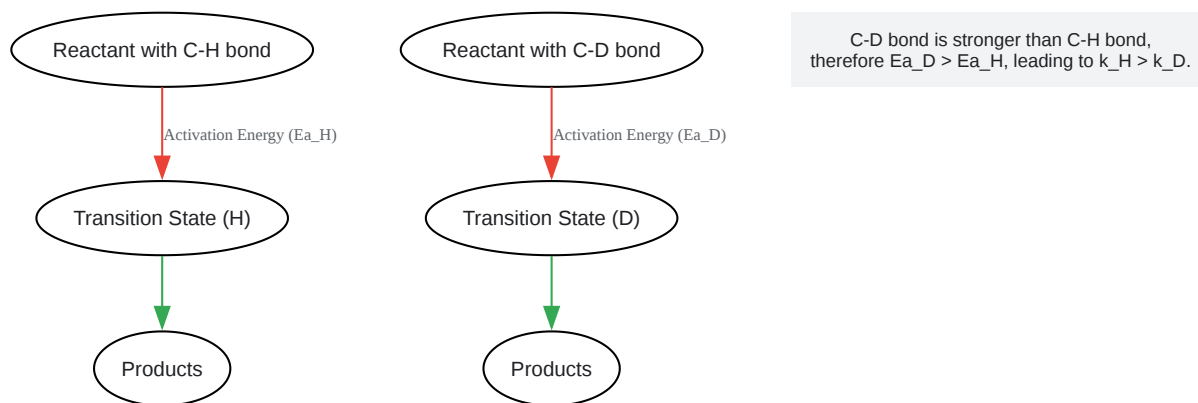 Reactant with C-H bond
Reactant with C-D bond
C-D bond is stronger than C-H bond,
therefore Ea_D > Ea_H, leading to k_H > k_D.
Activation Energy (Ea_H)
Activation Energy (Ea_D)
Transition State (H)
Transition State (D)
Products
Products